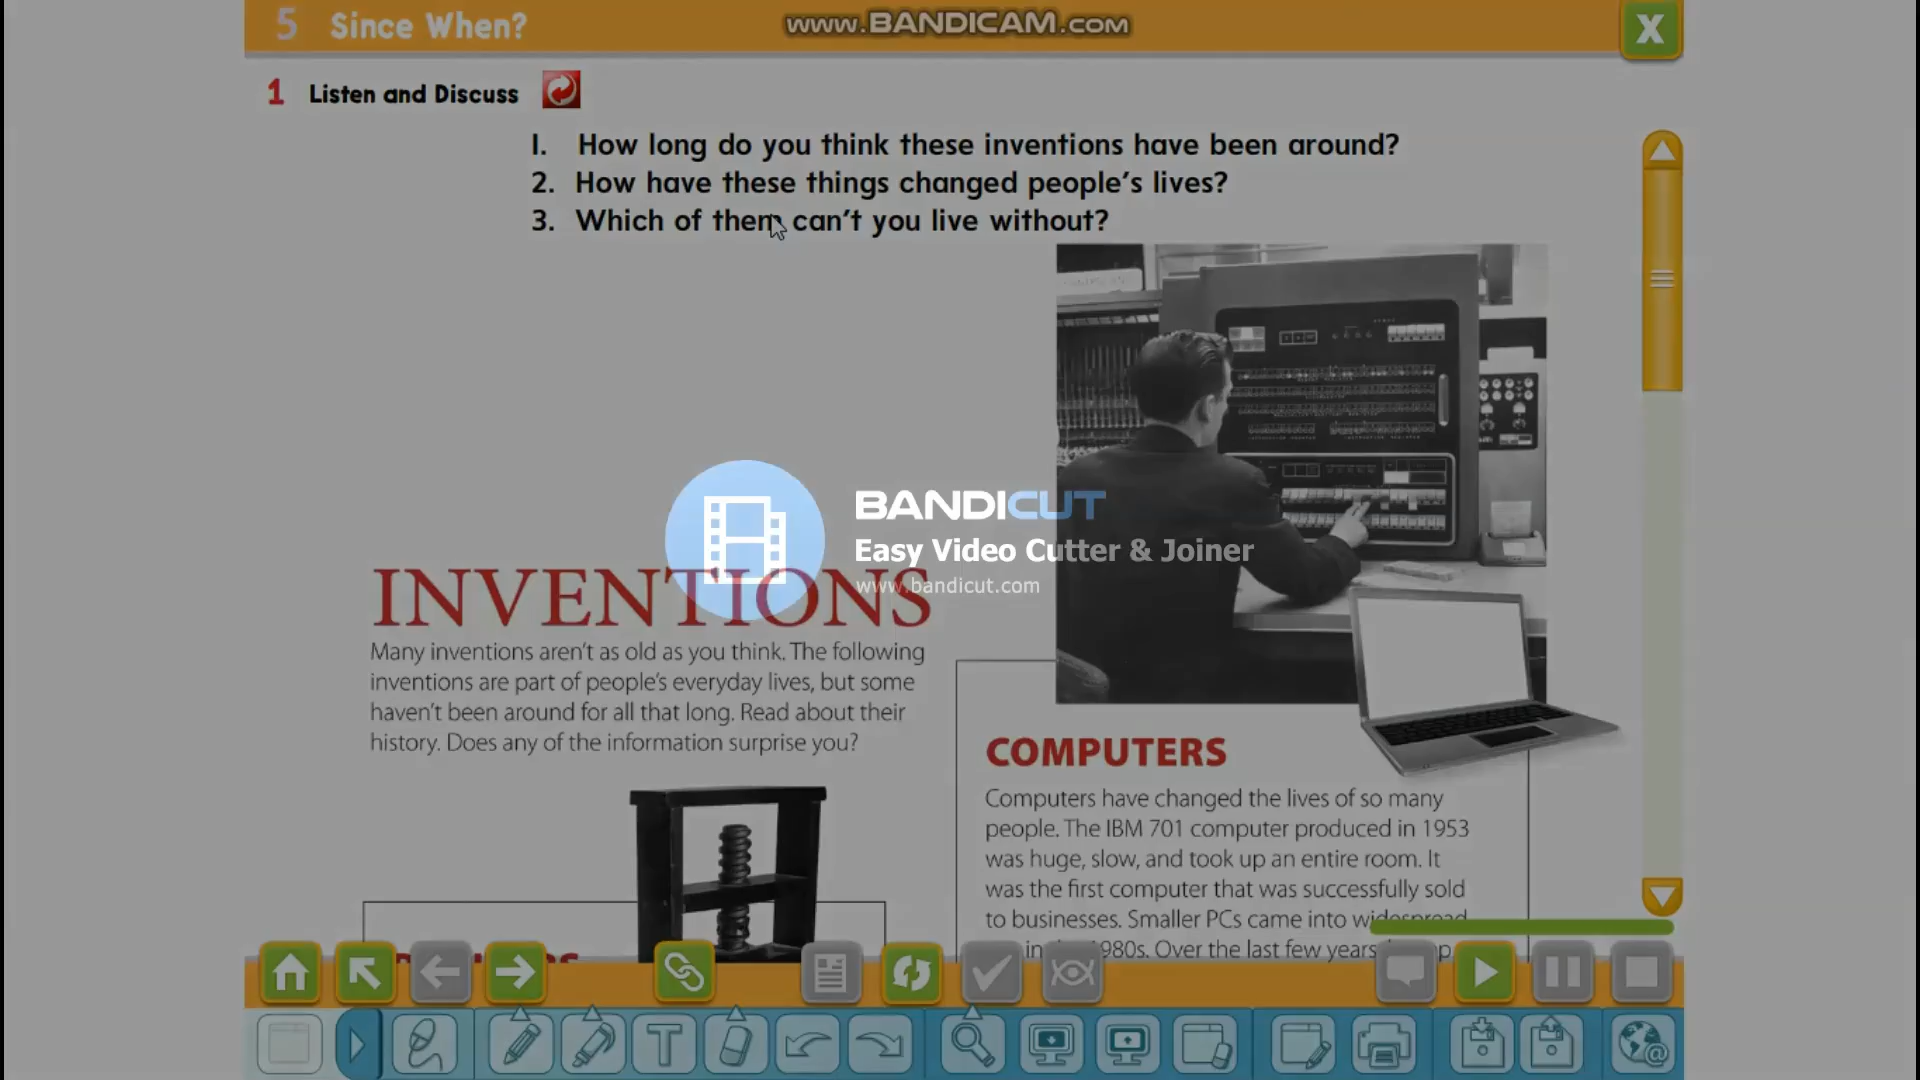 5 Since When?
www.BANDICAM.com
X
1 Listen and Discuss
1. How long do you think these inventions have been around?
2. How have these things changed people's lives?
3. Which of them can't you live without?
BANDICUT
Easy Video Cutter & Joiner
www.bandicut.com
INVENTIONS
Many inventions aren't as old as you think. The following
inventions are part of people's everyday lives, but some
haven't been around for all that long. Read about their
history. Does any of the information surprise you?
COMPUTERS
Computers have changed the lives of so many
people. The IBM 701 computer produced in 1953
was huge, slow, and took up an entire room. It
was the first computer that was successfully sold
to businesses. Smaller PCs came into widespread
in 980s. Over the last few years
T